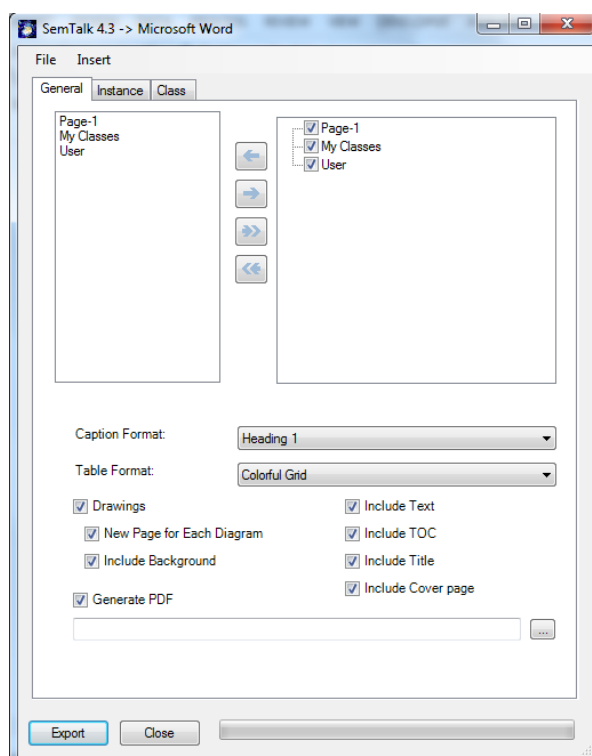 SemTalk 4.3 -> Microsoft Word
File Insert
General Instance Class
Page-1
My Classes
User
Page-1
My Classes
User
Caption Format: Heading 1
Table Format: Colorful Grid
Drawings Include Text
New Page for Each Diagram Include TOC
Include Background Include Title
Include Cover page
Generate PDF
...
Export Close